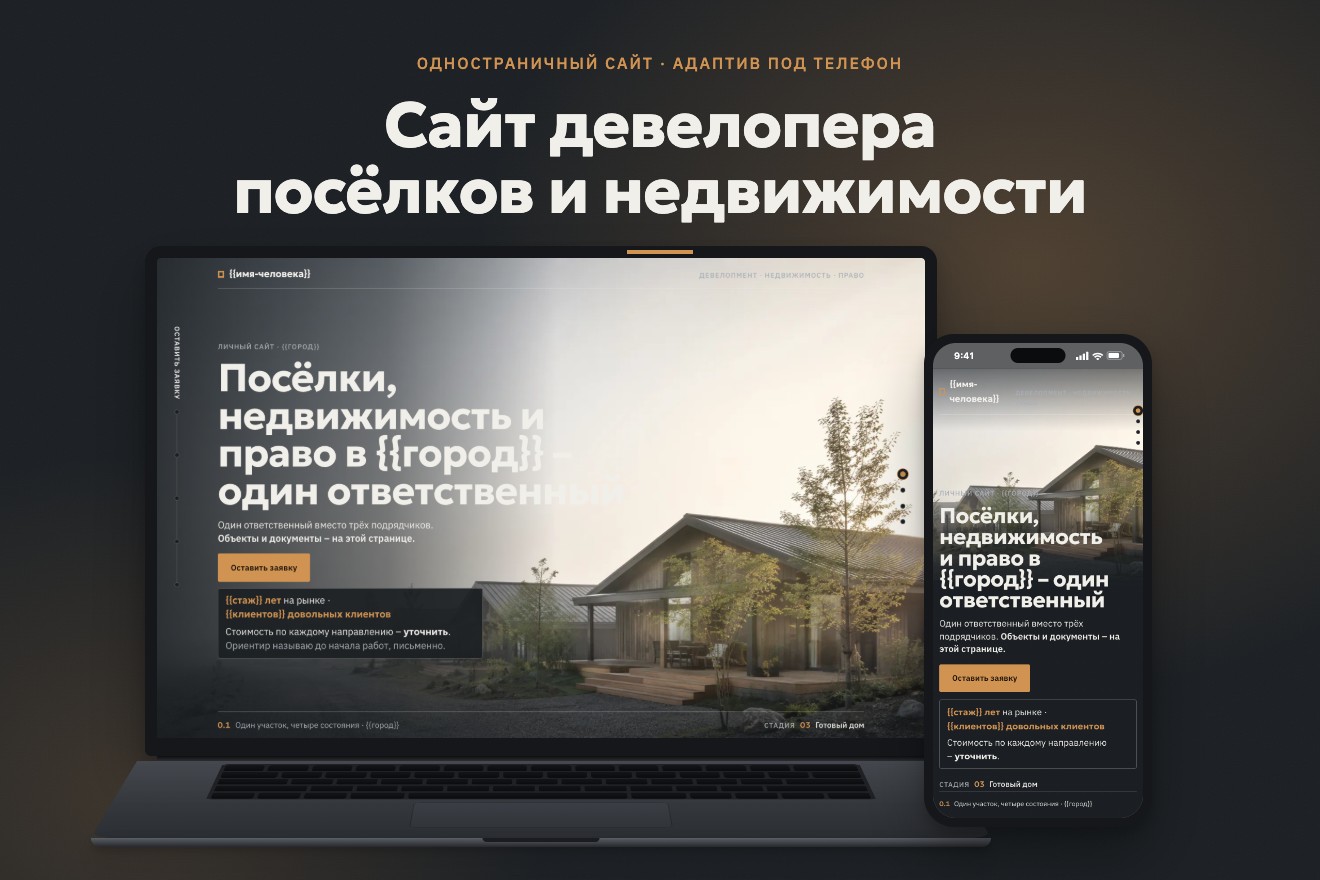 ОДНОСТРАНИЧНЫЙ САЙТ · АДАПТИВ ПОД ТЕЛЕФОН
Сайт девелопера
посёлков и недвижимости
{{имя-человека}}
ДЕВЕЛОПМЕНТ · НЕДВИЖИМОСТЬ · ПРАВО
ОСТАВИТЬ ЗАЯВКУ
ЛИЧНЫЙ САЙТ · {{ГОРОД}}
Посёлки,
недвижимость и
право в {{город}} –
один ответственный
Один ответственный вместо трёх подрядчиков.
Объекты и документы – на этой странице.
Оставить заявку
{{стаж}} лет на рынке ·
{{клиентов}} довольных клиентов
Стоимость по каждому направлению – уточнить.
Ориентир называю до начала работ, письменно.
0.1 Один участок, четыре состояния · {{город}}
СТАДИЯ 03 Готовый дом
9:41
{{имя-
человека}}
ЛИЧНЫЙ САЙТ · {{ГОРОД}}
Посёлки,
недвижимость
и право в
{{город}} – один
ответственный
Один ответственный вместо трёх
подрядчиков. Объекты и документы – на
этой странице.
Оставить заявку
{{стаж}} лет на рынке ·
{{клиентов}} довольных клиентов
Стоимость по каждому направлению
– уточнить.
СТАДИЯ 03 Готовый дом
0.1 Один участок, четыре состояния · {{город}}